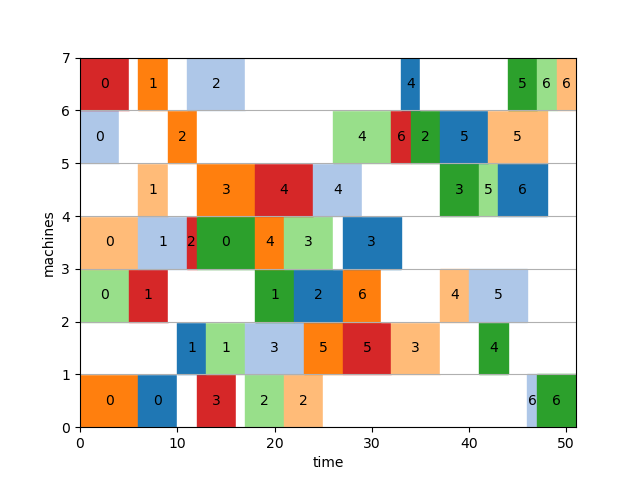 7
0 1 2 4 5 6 6
6
0 2 4 6 2 5 5
5
1 3 4 4 3 5 6
4
0 1 2 0 4 3 3
3
0 1 1 2 6 4 5
2
1 1 3 5 5 3 4
1
0 0 3 2 2 6 6
0
0 10 20 30 40 50
time
machines